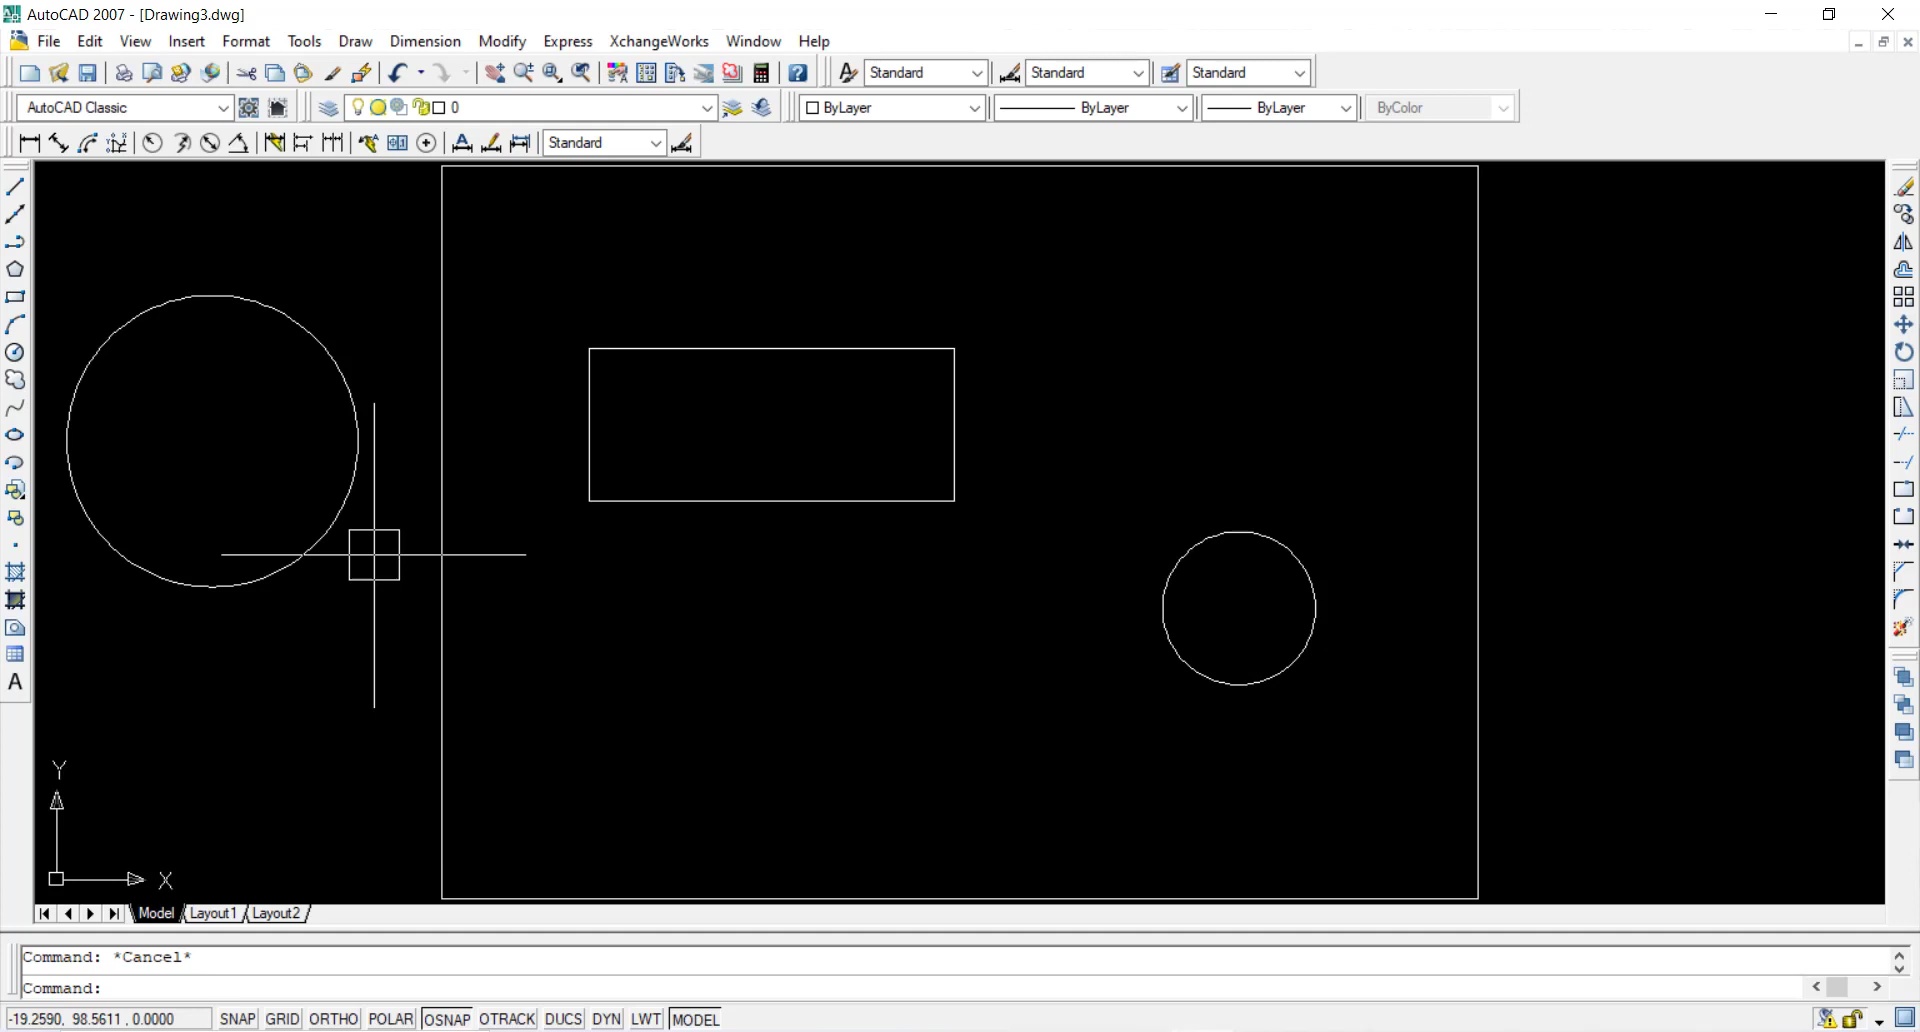 AutoCAD 2007 - [Drawing3.dwg]
File Edit View Insert Format Tools Draw Dimension Modify Express XchangeWorks Window Help
Standard Standard Standard
AutoCAD Classic 0 ByLayer ByLayer ByLayer ByColor
Standard
A
Y
X
Model Layout1 Layout2
Command: *Cancel*
Command:
-19.2590, 98.5611 , 0.0000 SNAP GRID ORTHO POLAR OSNAP OTRACK DUCS DYN LWT MODEL